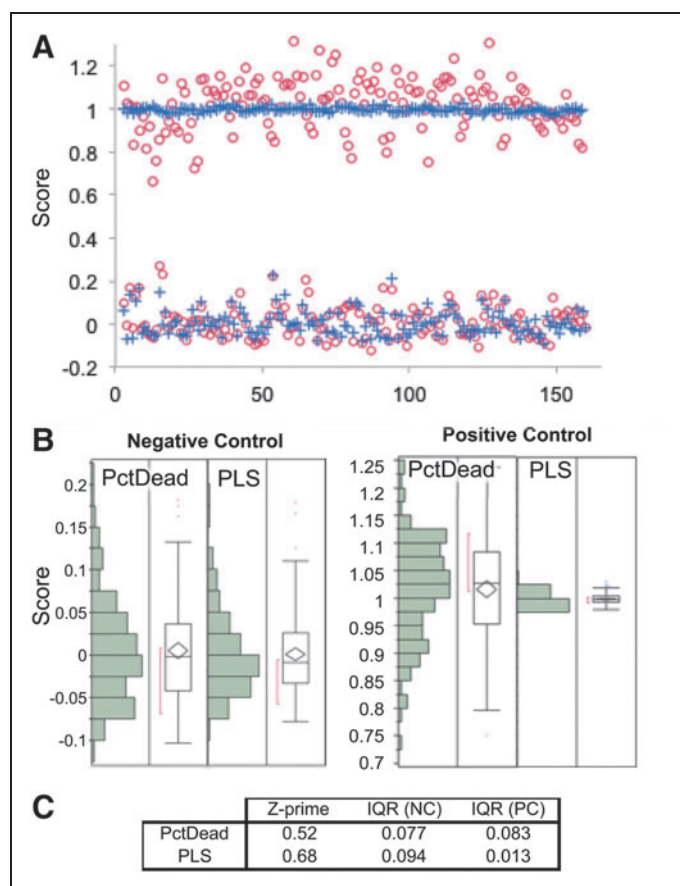 A
Score
1.2
1
0.8
0.6
0.4
0.2
0
-0.2
0 50 100 150
B
Negative Control
Positive Control
PctDead PLS
PctDead PLS
Score
0.2
0.15
0.1
0.05
0
-0.05
-0.1
1.25
1.2
1.15
1.1
1.05
1
0.95
0.9
0.85
0.8
0.75
0.7
C
Z-prime IQR (NC) IQR (PC)
PctDead 0.52 0.077 0.083
PLS 0.68 0.094 0.013